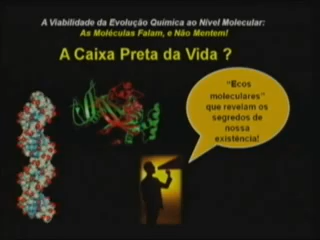 A Viabilidade da Evolução Química ao Nível Molecular:
As Moléculas Falam, e Não Mentem!
A Caixa Preta da Vida ?
"Ecos
moleculares"
que revelam os
segredos de
nossa
existência!